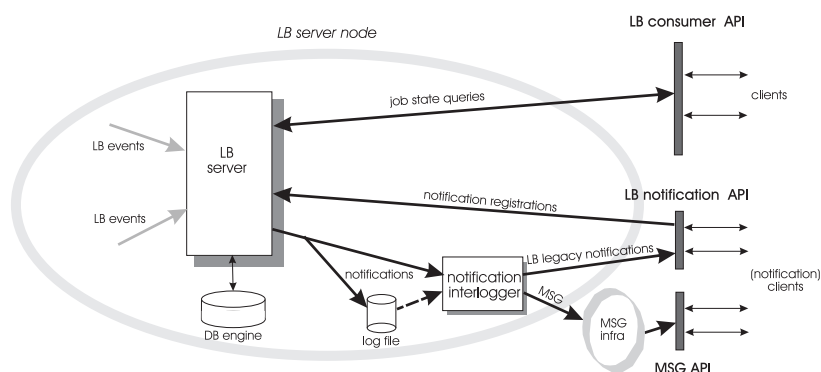 LB consumer API
LB server node
job state queries
clients
LB events
LB
server
LB events
notification registrations
LB notification API
LB legacy notifications
notifications
notification
interlogger
(notification)
clients
MSG
MSG
infra
DB engine
log file
MSG API